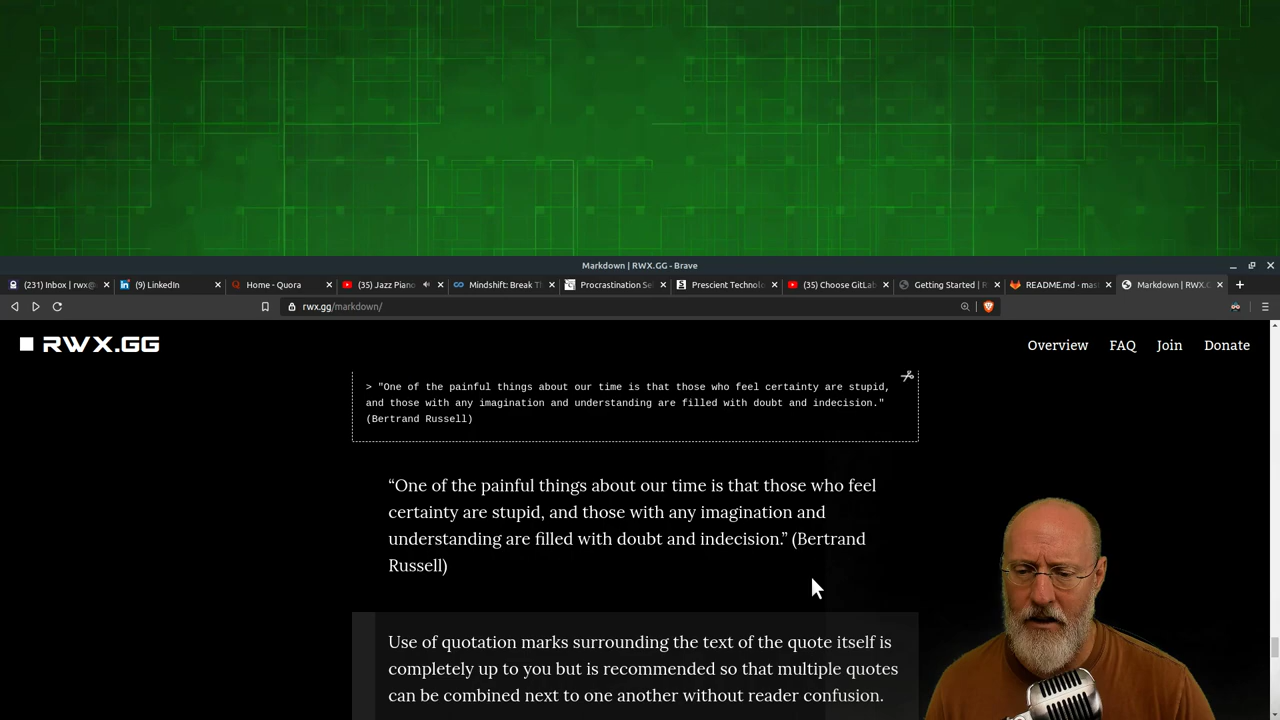 Markdown | RWX.GG - Brave
(231) Inbox | rwx@
(9) LinkedIn
Home - Quora
(35) Jazz Piano
Mindshift: Break T
Procrastination Se
Prescient Technolo
(35) Choose GitLab
Getting Started | R
README.md · mas
Markdown | RWX.G
rwx.gg/markdown/
RWX.GG
Overview FAQ Join Donate
> "One of the painful things about our time is that those who feel certainty are stupid,
and those with any imagination and understanding are filled with doubt and indecision."
(Bertrand Russell)
“One of the painful things about our time is that those who feel
certainty are stupid, and those with any imagination and
understanding are filled with doubt and indecision.” (Bertrand
Russell)
Use of quotation marks surrounding the text of the quote itself is
completely up to you but is recommended so that multiple quotes
can be combined next to one another without reader confusion.